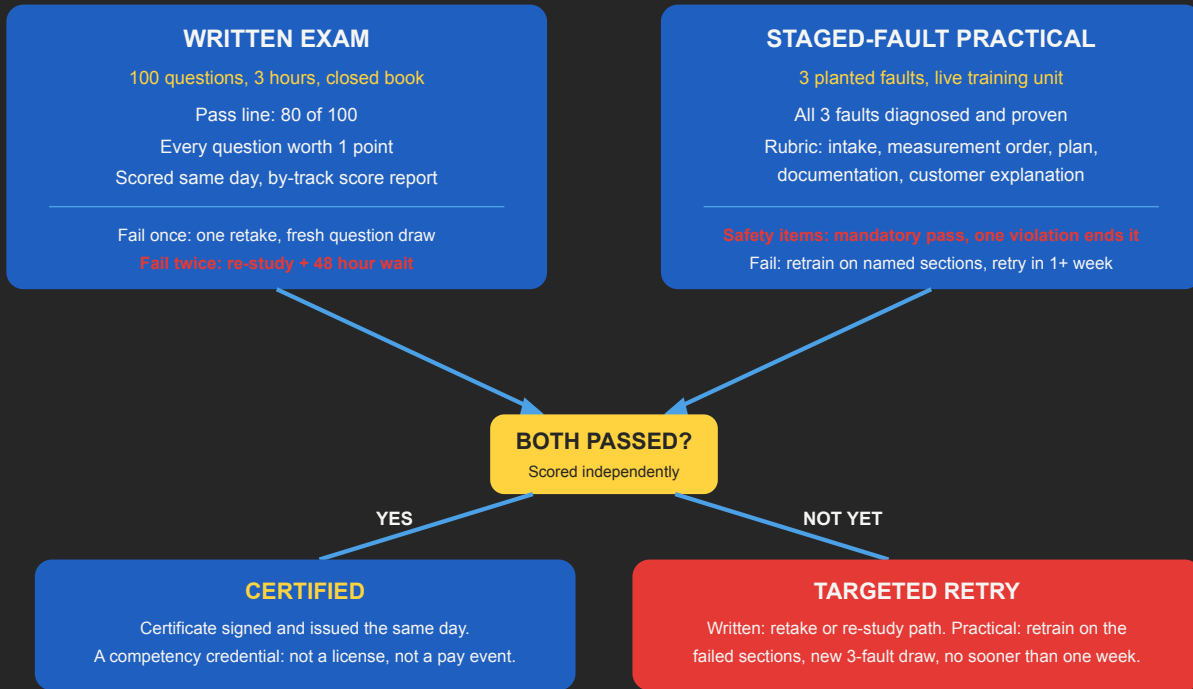 WRITTEN EXAM
100 questions, 3 hours, closed book
Pass line: 80 of 100
Every question worth 1 point
Scored same day, by-track score report
Fail once: one retake, fresh question draw
Fail twice: re-study + 48 hour wait
STAGED-FAULT PRACTICAL
3 planted faults, live training unit
All 3 faults diagnosed and proven
Rubric: intake, measurement order, plan,
documentation, customer explanation
Safety items: mandatory pass, one violation ends it
Fail: retrain on named sections, retry in 1+ week
BOTH PASSED?
Scored independently
YES
NOT YET
CERTIFIED
Certificate signed and issued the same day.
A competency credential: not a license, not a pay event.
TARGETED RETRY
Written: retake or re-study path. Practical: retrain on the
failed sections, new 3-fault draw, no sooner than one week.